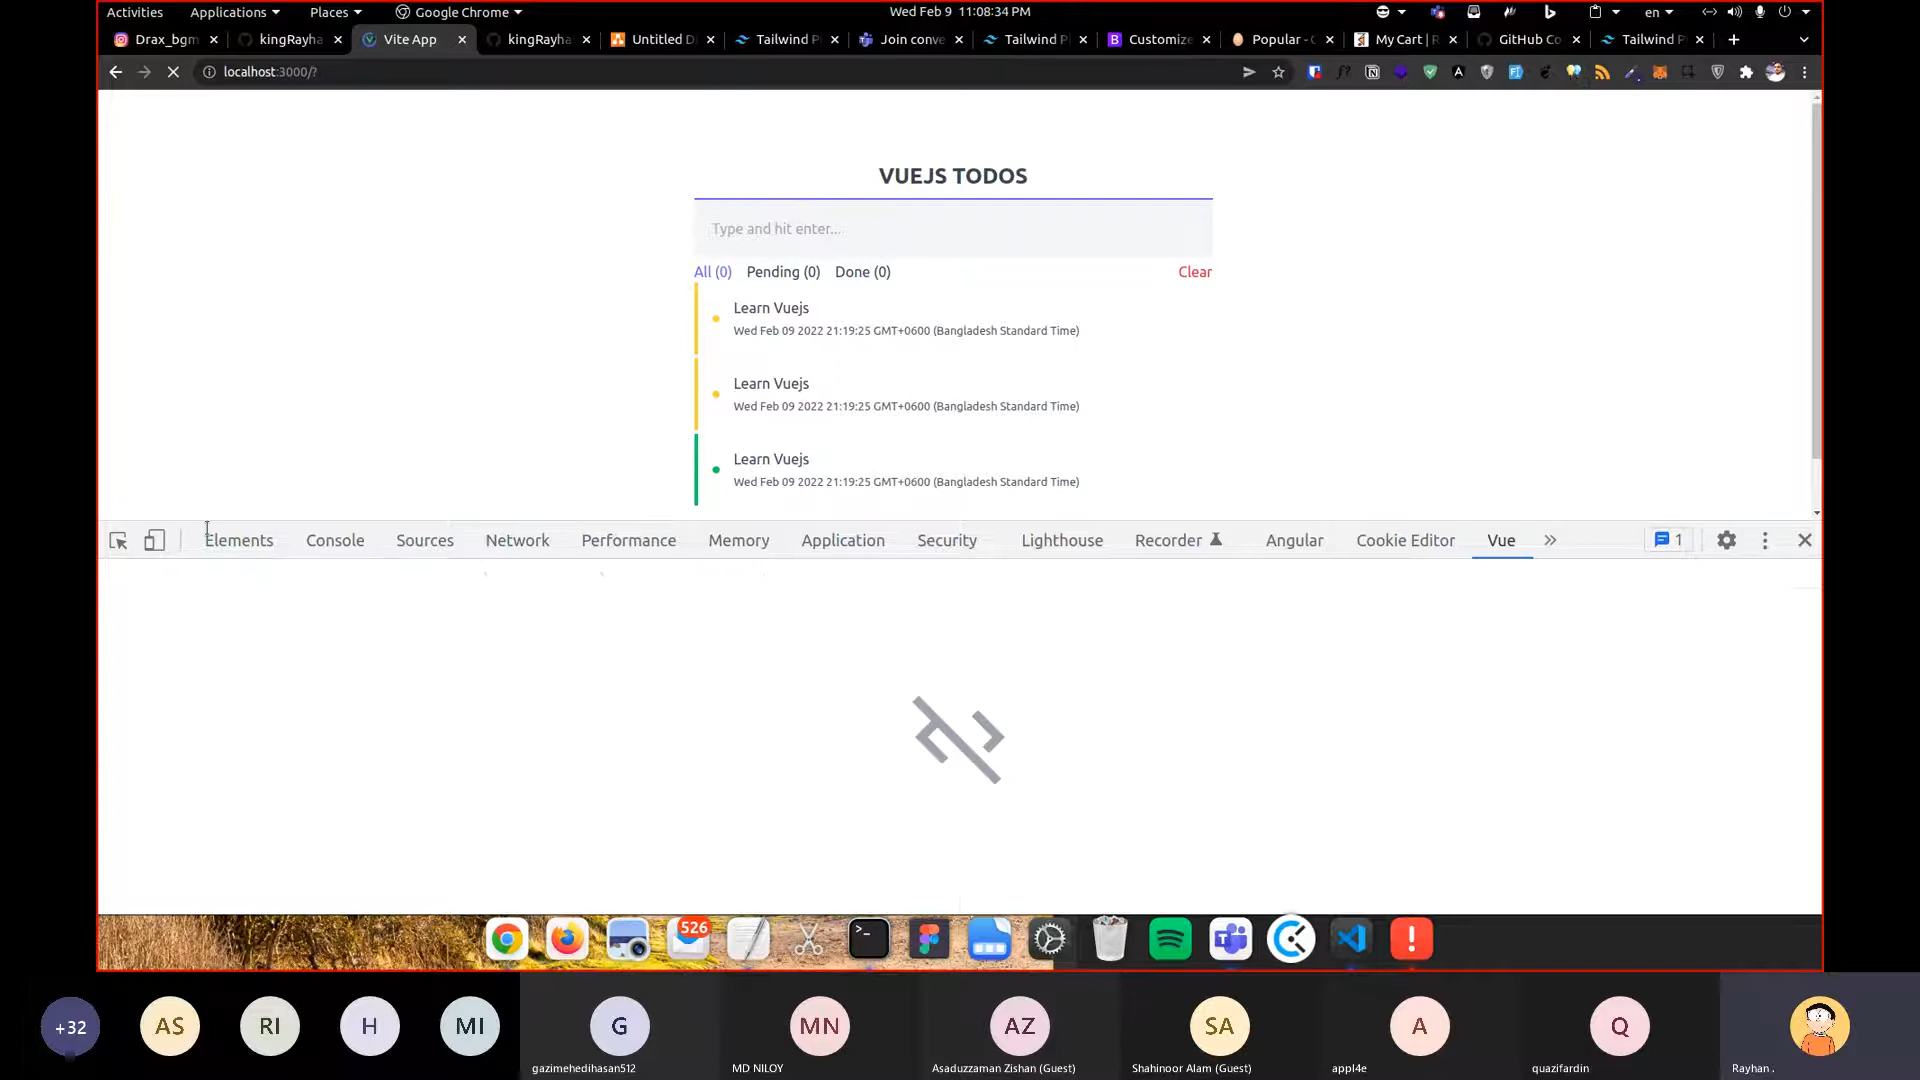 Activities Applications Places Google Chrome Wed Feb 9 11:08:34 PM en
Drax_bgm kingRayha Vite App kingRayha Untitled D Tailwind P Join conve Tailwind P Customize Popular - C My Cart | R GitHub Co Tailwind P
localhost:3000/?
VUEJS TODOS
Type and hit enter....
All (0) Pending (0) Done (0) Clear
Learn Vuejs
Wed Feb 09 2022 21:19:25 GMT+0600 (Bangladesh Standard Time)
Learn Vuejs
Wed Feb 09 2022 21:19:25 GMT+0600 (Bangladesh Standard Time)
Learn Vuejs
Wed Feb 09 2022 21:19:25 GMT+0600 (Bangladesh Standard Time)
Elements Console Sources Network Performance Memory Application Security Lighthouse Recorder Angular Cookie Editor Vue 1
526
+32 AS RI H MI G MN AZ SA A Q
gazimehedihasan512 MD NILOY Asaduzzaman Zishan (Guest) Shahinoor Alam (Guest) appl4e quazifardin Rayhan .